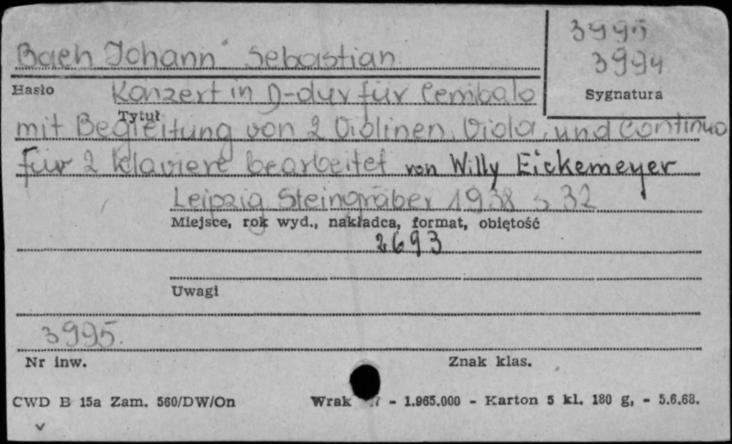 3995
3994
Sygnatura
Bach Johann Sebastian
Hasło
Konzert in D-dur für Cembalo
Tytuł
mit Begleitung von 2 Violinen, Viola, und Continuo
für 2 Klaviere bearbeitet von Willy Eickemeyer
Leipzig Steingräber 1938 s 32
Miejsce, rok wyd., nakładca, format, obiętość
2693
Uwagi
3995.
Nr inw.
Znak klas.
CWD B 15a Zam. 560/DW/On Wrak - 1.965.000 - Karton 5 kl. 180 g, - 5.6.68.
v